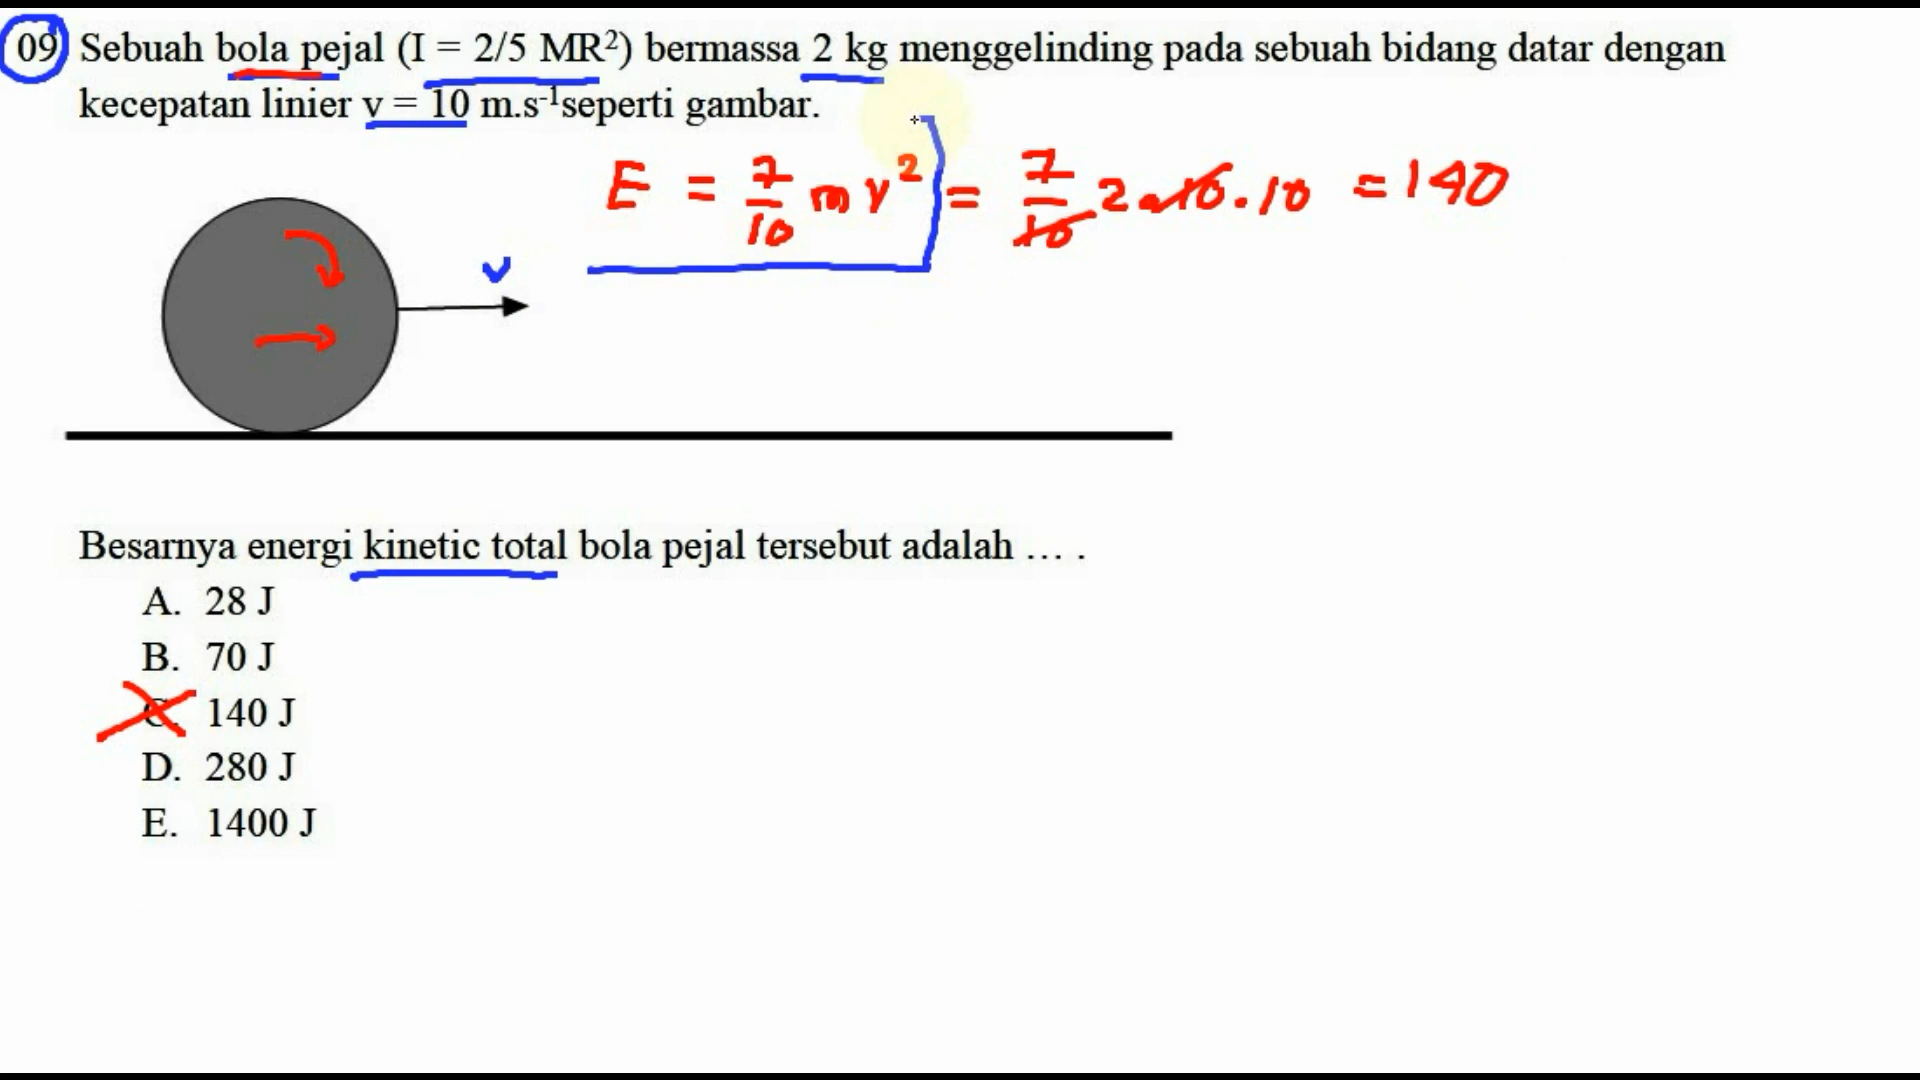 09 Sebuah bola pejal (I = 2/5 MR²) bermassa 2 kg menggelinding pada sebuah bidang datar dengan
kecepatan linier v = 10 m.s⁻¹seperti gambar.
E = 7/10 m v² = 7/10 2 . 10 . 10 = 140
v
Besarnya energi kinetic total bola pejal tersebut adalah … .
A. 28 J
B. 70 J
C. 140 J
D. 280 J
E. 1400 J